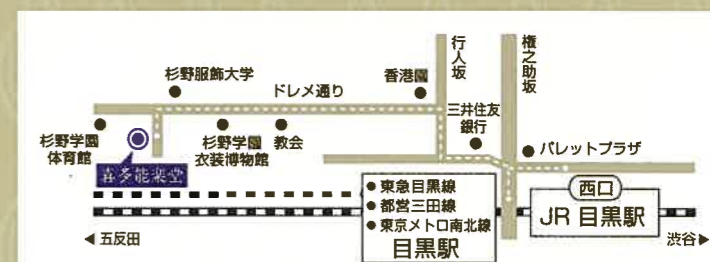 行人坂
権之助坂
杉野服飾大学
ドレメ通り
香港園
三井住友
銀行
杉野学園
体育館
喜多能楽堂
杉野学園
衣装博物館
教会
パレットプラザ
東急目黒線
都営三田線
東京メトロ南北線
目黒駅
西口
JR 目黒駅
◀ 五反田
渋谷 ▶